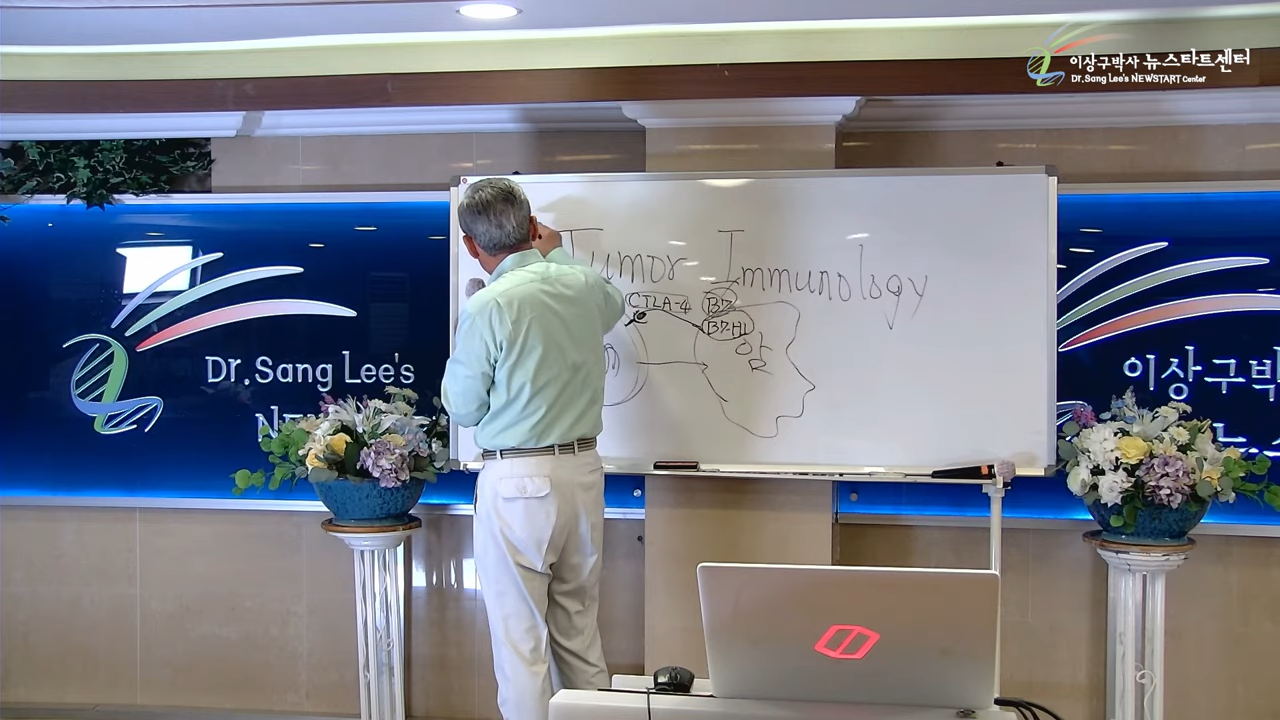 이상구박사 뉴스타트센터
Dr. Sang Lee's NEWSTART Center
Tumor Immunology
CTLA-4
B7
B7-H1
암
Dr. Sang Lee's
이상구박